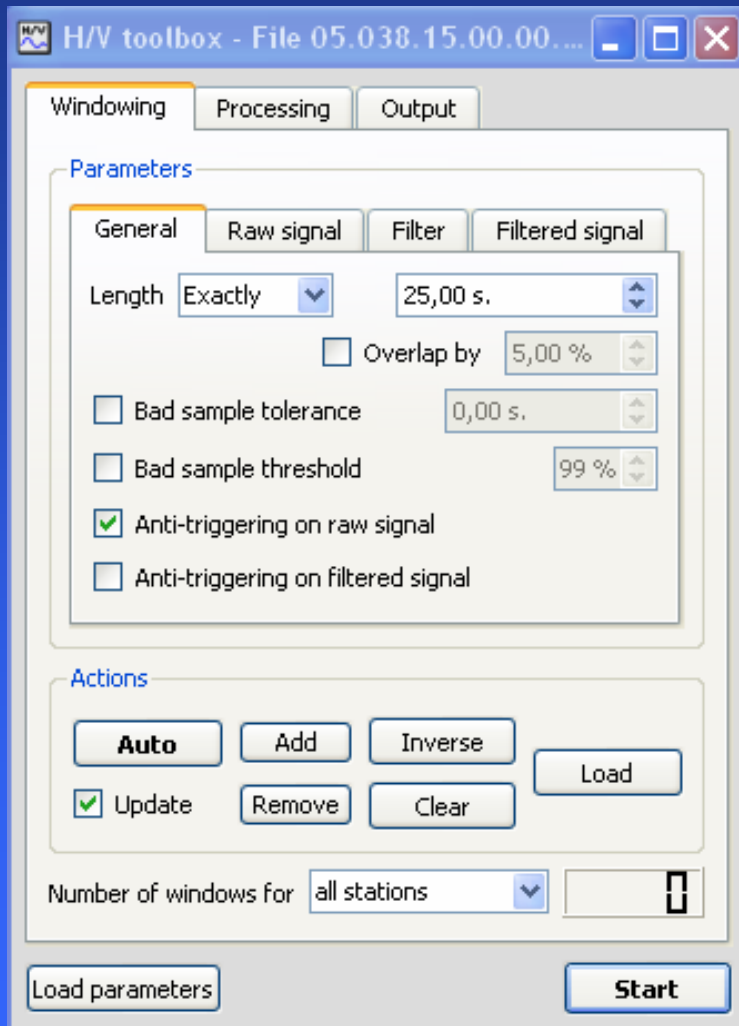 H/V toolbox - File 05.038.15.00.00....
Windowing Processing Output
Parameters
General Raw signal Filter Filtered signal
Length Exactly 25,00 s.
Overlap by 5,00 %
Bad sample tolerance 0,00 s.
Bad sample threshold 99 %
Anti-triggering on raw signal
Anti-triggering on filtered signal
Actions
Auto Add Inverse
Load
Update Remove Clear
Number of windows for all stations 0
Load parameters Start